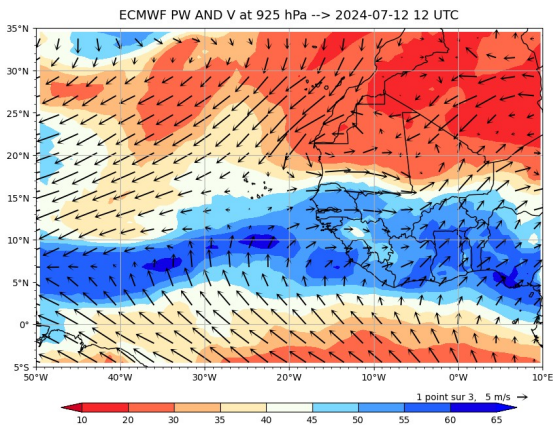 ECMWF PW AND V at 925 hPa --> 2024-07-12 12 UTC
35°N
30°N
25°N
20°N
15°N
10°N
5°N
0°
5°S
50°W 40°W 30°W 20°W 10°W 0°W 10°E
1 point sur 3, 5 m/s
10 20 30 35 40 45 50 55 60 65